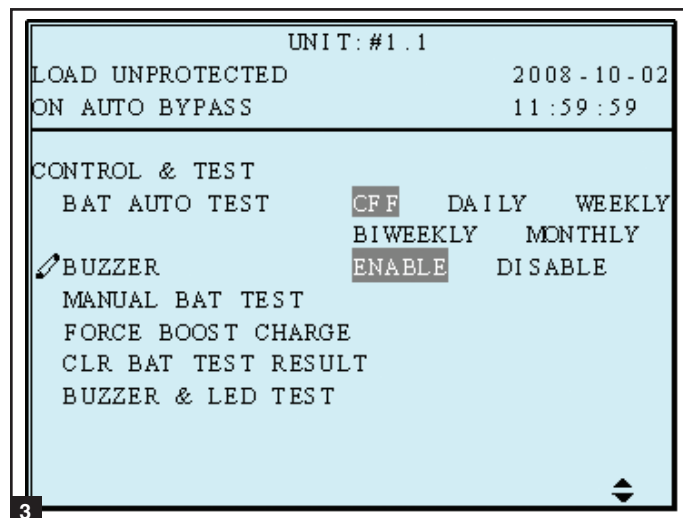 UNIT:#1.1
LOAD UNPROTECTED 2008-10-02
ON AUTO BYPASS 11:59:59
CONTROL & TEST
BAT AUTO TEST CFF DAILY WEEKLY
BIWEEKLY MONTHLY
BUZZER ENABLE DISABLE
MANUAL BAT TEST
FORCE BOOST CHARGE
CLR BAT TEST RESULT
BUZZER & LED TEST
3